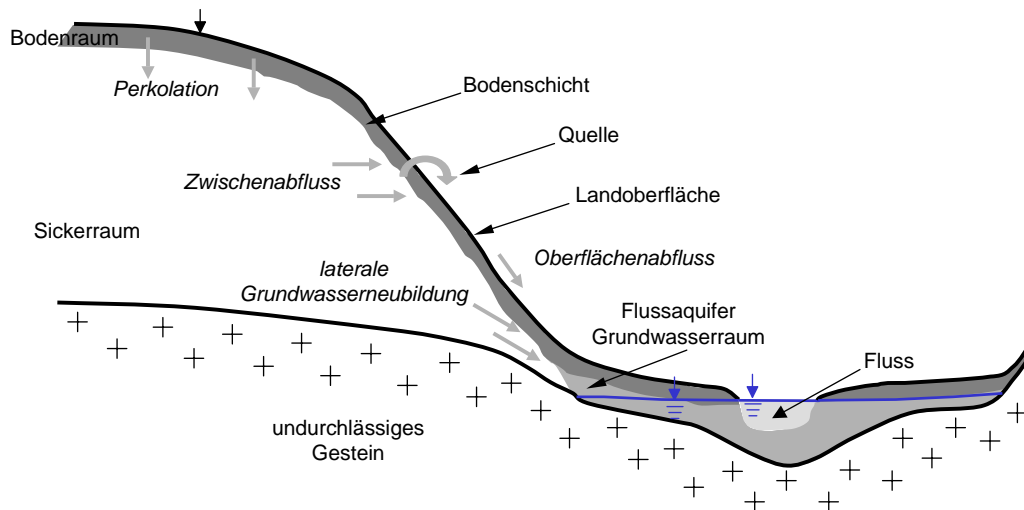 Bodenraum
Perkolation
Bodenschicht
Quelle
Zwischenabfluss
Landoberfläche
Sickerraum
Oberflächenabfluss
laterale
Grundwasserneubildung
Flussaquifer
Grundwasserraum
Fluss
undurchlässiges
Gestein